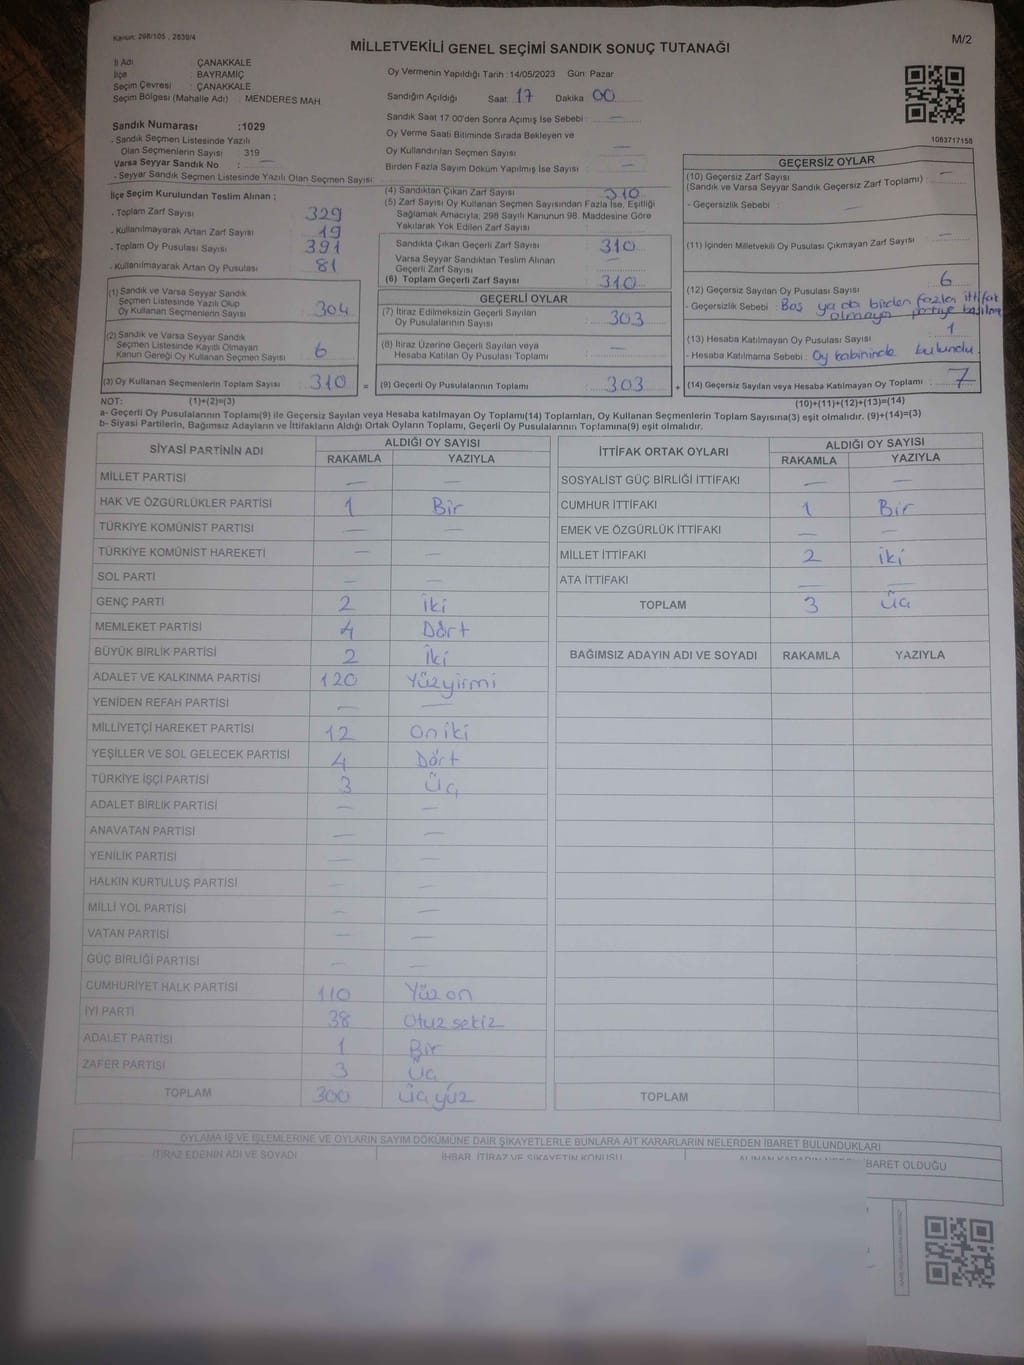 Kanun: 298/105 , 2839/4
M/2
MİLLETVEKİLİ GENEL SEÇİMİ SANDIK SONUÇ TUTANAĞI
İl Adı : ÇANAKKALE
İlçe : BAYRAMİÇ
Seçim Çevresi : ÇANAKKALE
Seçim Bölgesi (Mahalle Adı) : MENDERES MAH.
Oy Vermenin Yapıldığı Tarih :14/05/2023 Gün: Pazar
Sandığın Açıldığı Saat 17 Dakika 00
Sandık Saat 17 00'den Sonra Açımış İse Sebebi : —
Oy Verme Saati Bitiminde Sırada Bekleyen ve
Oy Kullandırılan Seçmen Sayısı —
Birden Fazla Sayım Döküm Yapılmış İse Sayısı —
1083717158
Sandık Numarası :1029
- Sandık Seçmen Listesinde Yazılı
Olan Seçmenlerin Sayısı 319
Varsa Seyyar Sandık No : —
- Seyyar Sandık Seçmen Listesinde Yazılı Olan Seçmen Sayısı:
İlçe Seçim Kurulundan Teslim Alınan ;
- Toplam Zarf Sayısı 329
- Kullanılmayarak Artan Zarf Sayısı 19
- Toplam Oy Pusulası Sayısı 391
- Kullanılmayarak Artan Oy Pusulası 81
(1) Sandık ve Varsa Seyyar Sandık
Seçmen Listesinde Yazılı Olup
Oy Kullanan Seçmenlerin Sayısı 304
(2) Sandık ve Varsa Seyyar Sandık
Seçmen Listesinde Kayıtlı Olmayan
Kanun Gereği Oy Kullanan Seçmen Sayısı 6
(3) Oy Kullanan Seçmenlerin Toplam Sayısı 310 =
(4) Sandıktan Çıkan Zarf Sayısı 310
(5) Zarf Sayısı Oy Kullanan Seçmen Sayısından Fazla İse, Eşitliği
Sağlamak Amacıyla, 298 Sayılı Kanunun 98. Maddesine Göre
Yakılarak Yok Edilen Zarf Sayısı
Sandıkta Çıkan Geçerli Zarf Sayısı 310
Varsa Seyyar Sandıktan Teslim Alınan
Geçerli Zarf Sayısı
(6) Toplam Geçerli Zarf Sayısı 310
GEÇERLİ OYLAR
(7) İtiraz Edilmeksizin Geçerli Sayılan
Oy Pusulalarının Sayısı 303
(8) İtiraz Üzerine Geçerli Sayılan veya
Hesaba Katılan Oy Pusulası Toplamı —
(9) Geçerli Oy Pusulalarının Toplamı 303 +
GEÇERSİZ OYLAR
(10) Geçersiz Zarf Sayısı —
(Sandık ve Varsa Seyyar Sandık Geçersiz Zarf Toplamı) :
- Geçersizlik Sebebi : —
(11) İçinden Milletvekili Oy Pusulası Çıkmayan Zarf Sayısı —
(12) Geçersiz Sayılan Oy Pusulası Sayısı 6
- Geçersizlik Sebebi : Boş ya da birden fazla ittifak
olmayan partiye basılmış
(13) Hesaba Katılmayan Oy Pusulası Sayısı 1
- Hesaba Katılmama Sebebi : Oy kabininde bulundu
(14) Geçersiz Sayılan veya Hesaba Katılmayan Oy Toplamı : 7
NOT: (1)+(2)=(3) (10)+(11)+(12)+(13)=(14)
a- Geçerli Oy Pusulalarının Toplamı(9) ile Geçersiz Sayılan veya Hesaba katılmayan Oy Toplamı(14) Toplamları, Oy Kullanan Seçmenlerin Toplam Sayısına(3) eşit olmalıdır. (9)+(14)=(3)
b- Siyasi Partilerin, Bağımsız Adayların ve İttifakların Aldığı Ortak Oyların Toplamı, Geçerli Oy Pusulalarının Toplamına(9) eşit olmalıdır.
SİYASİ PARTİNİN ADI ALDIĞI OY SAYISI
RAKAMLA YAZIYLA
MİLLET PARTİSİ — —
HAK VE ÖZGÜRLÜKLER PARTİSİ 1 Bir
TÜRKİYE KOMÜNİST PARTİSİ — —
TÜRKİYE KOMÜNİST HAREKETİ — —
SOL PARTİ — —
GENÇ PARTİ 2 İki
MEMLEKET PARTİSİ 4 Dört
BÜYÜK BİRLİK PARTİSİ 2 İki
ADALET VE KALKINMA PARTİSİ 120 Yüzyirmi
YENİDEN REFAH PARTİSİ — —
MİLLİYETÇİ HAREKET PARTİSİ 12 oniki
YEŞİLLER VE SOL GELECEK PARTİSİ 4 Dört
TÜRKİYE İŞÇİ PARTİSİ 3 Üç
ADALET BİRLİK PARTİSİ — —
ANAVATAN PARTİSİ — —
YENİLİK PARTİSİ — —
HALKIN KURTULUŞ PARTİSİ — —
MİLLİ YOL PARTİSİ — —
VATAN PARTİSİ — —
GÜÇ BİRLİĞİ PARTİSİ — —
CUMHURİYET HALK PARTİSİ 110 Yüz on
İYİ PARTİ 38 Otuz sekiz
ADALET PARTİSİ 1 Bir
ZAFER PARTİSİ 3 Üç
TOPLAM 300 Üç yüz
İTTİFAK ORTAK OYLARI ALDIĞI OY SAYISI
RAKAMLA YAZIYLA
SOSYALİST GÜÇ BİRLİĞİ İTTİFAKI — —
CUMHUR İTTİFAKI 1 Bir
EMEK VE ÖZGÜRLÜK İTTİFAKI — —
MİLLET İTTİFAKI 2 iki
ATA İTTİFAKI — —
TOPLAM 3 Üç
BAĞIMSIZ ADAYIN ADI VE SOYADI RAKAMLA YAZIYLA
TOPLAM
OYLAMA İŞ VE İŞLEMLERİNE VE OYLARIN SAYIM DÖKÜMÜNE DAİR ŞİKAYETLERLE BUNLARA AİT KARARLARIN NELERDEN İBARET BULUNDUKLARI
İTİRAZ EDENİN ADI VE SOYADI İHBAR, İTİRAZ VE ŞİKAYETİN KONUSU ALINAN KARARIN İBARET OLDUĞU